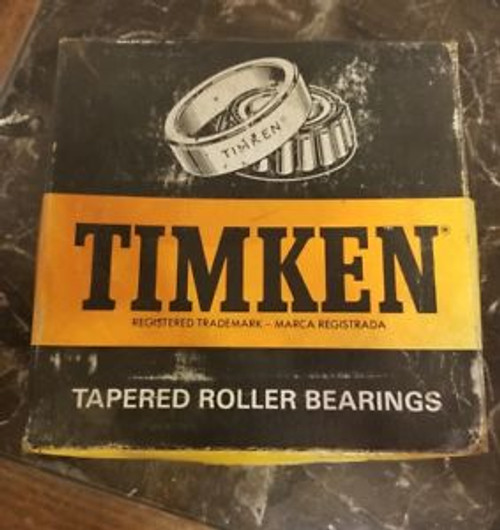 TIMKEN®
TIMKEN®
REGISTERED TRADEMARK – MARCA REGISTRADA
TAPERED ROLLER BEARINGS